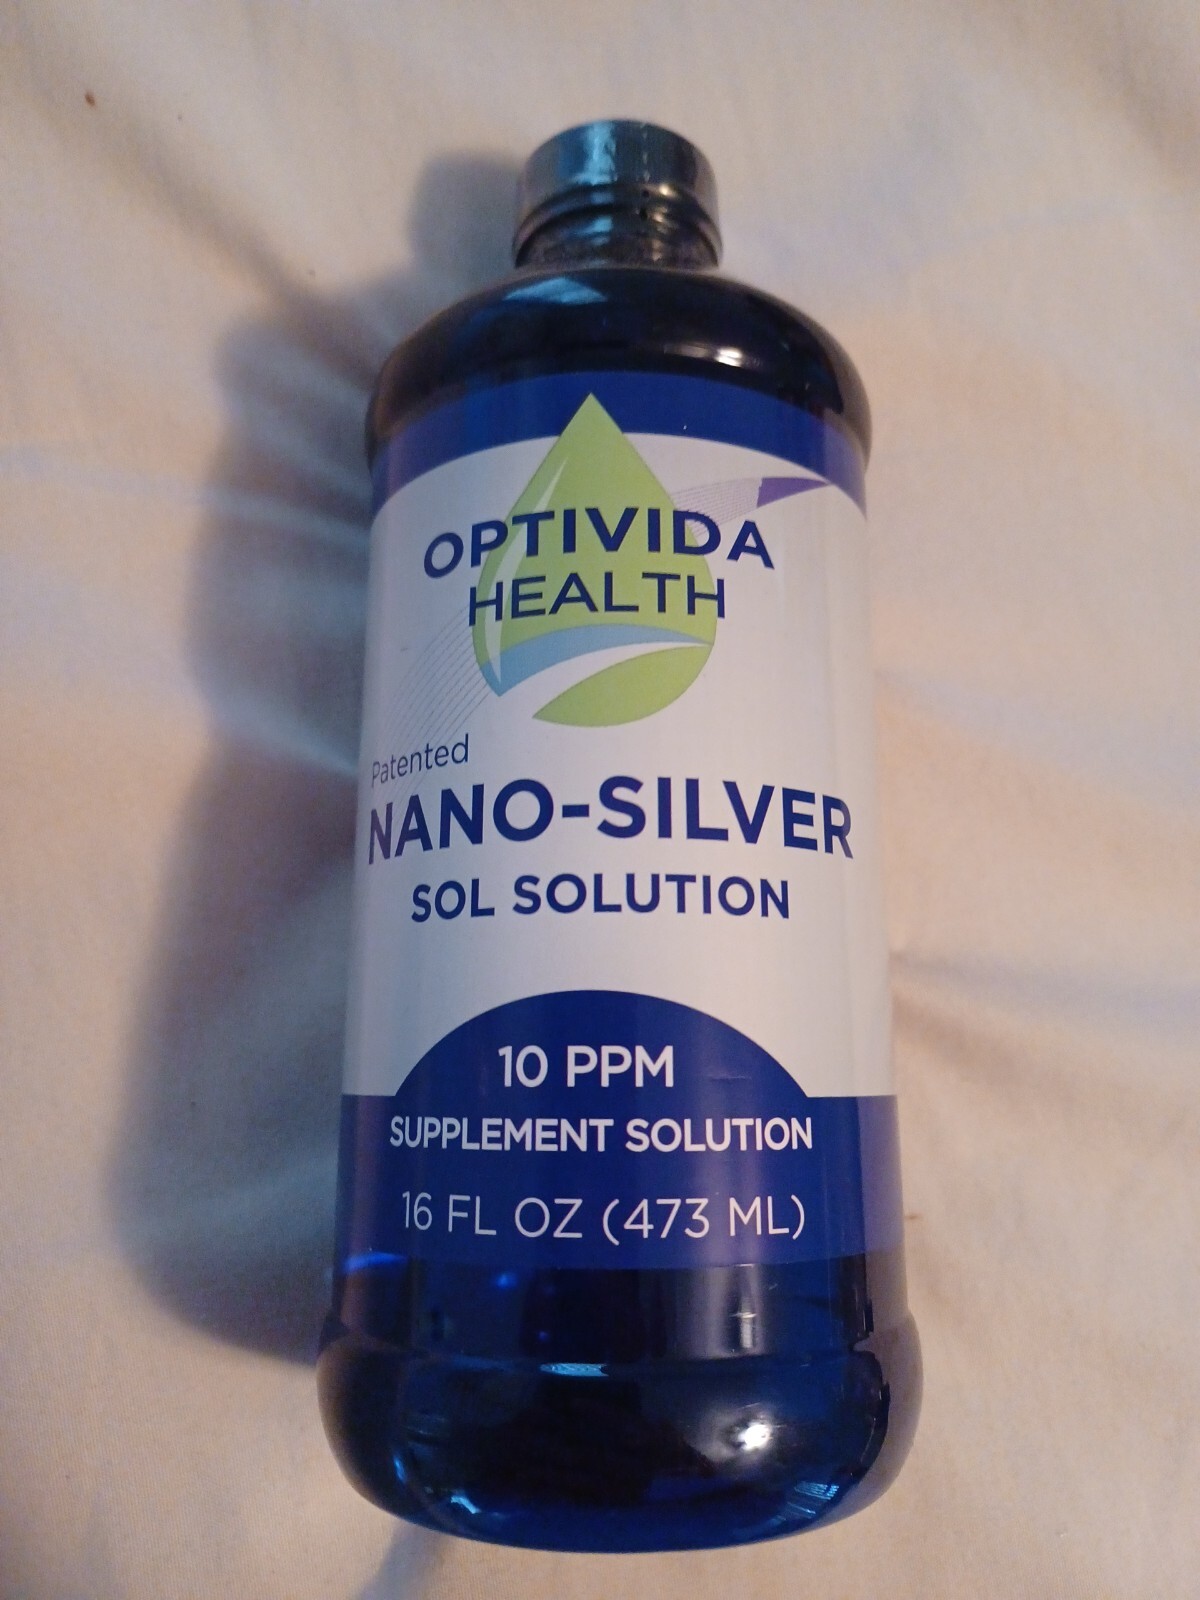 OPTIVIDA
HEALTH
Patented
NANO-SILVER
SOL SOLUTION
10 PPM
SUPPLEMENT SOLUTION
16 FL OZ (473 ML)